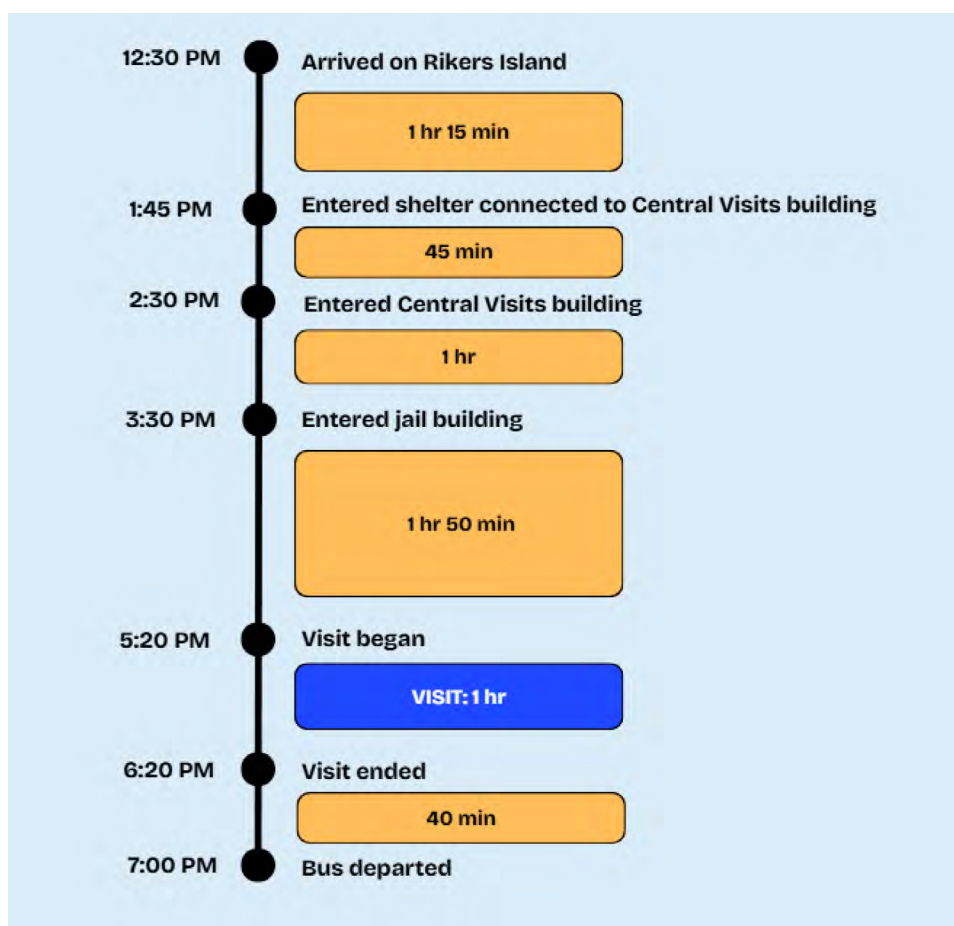 12:30 PM Arrived on Rikers Island
1 hr 15 min
1:45 PM Entered shelter connected to Central Visits building
45 min
2:30 PM Entered Central Visits building
1 hr
3:30 PM Entered jail building
1 hr 50 min
5:20 PM Visit began
VISIT: 1 hr
6:20 PM Visit ended
40 min
7:00 PM Bus departed